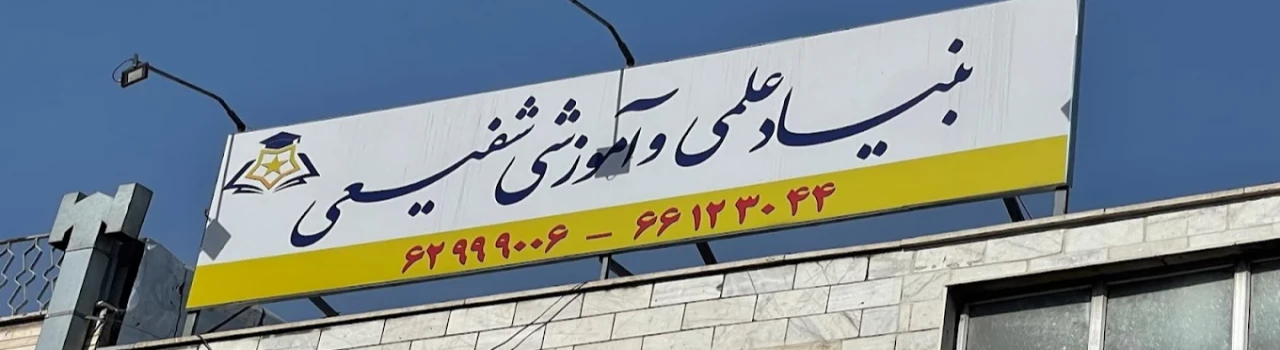 بنیاد علمی و آموزشی شفیعی
۶۲۹۹۹۰۰۶ - ۶۶۱۲۳۰۴۴